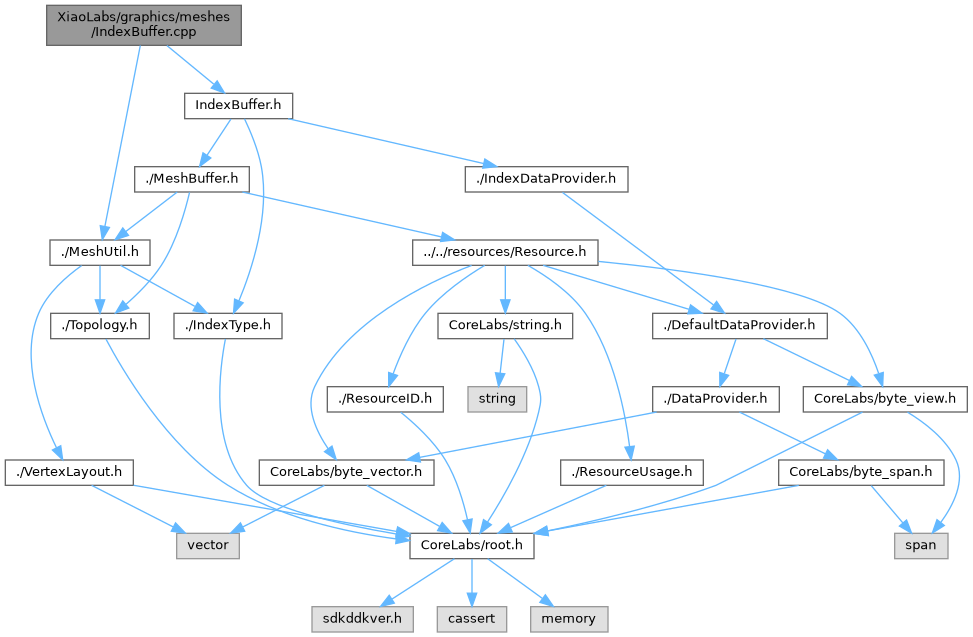 XiaoLabs/graphics/meshes
/IndexBuffer.cpp
IndexBuffer.h
./MeshBuffer.h
./IndexDataProvider.h
./MeshUtil.h
../../resources/Resource.h
./Topology.h
./IndexType.h
CoreLabs/string.h
./DefaultDataProvider.h
string
./ResourceID.h
./DataProvider.h
CoreLabs/byte_view.h
./VertexLayout.h
CoreLabs/byte_vector.h
./ResourceUsage.h
CoreLabs/byte_span.h
vector
CoreLabs/root.h
span
sdkddkver.h
cassert
memory